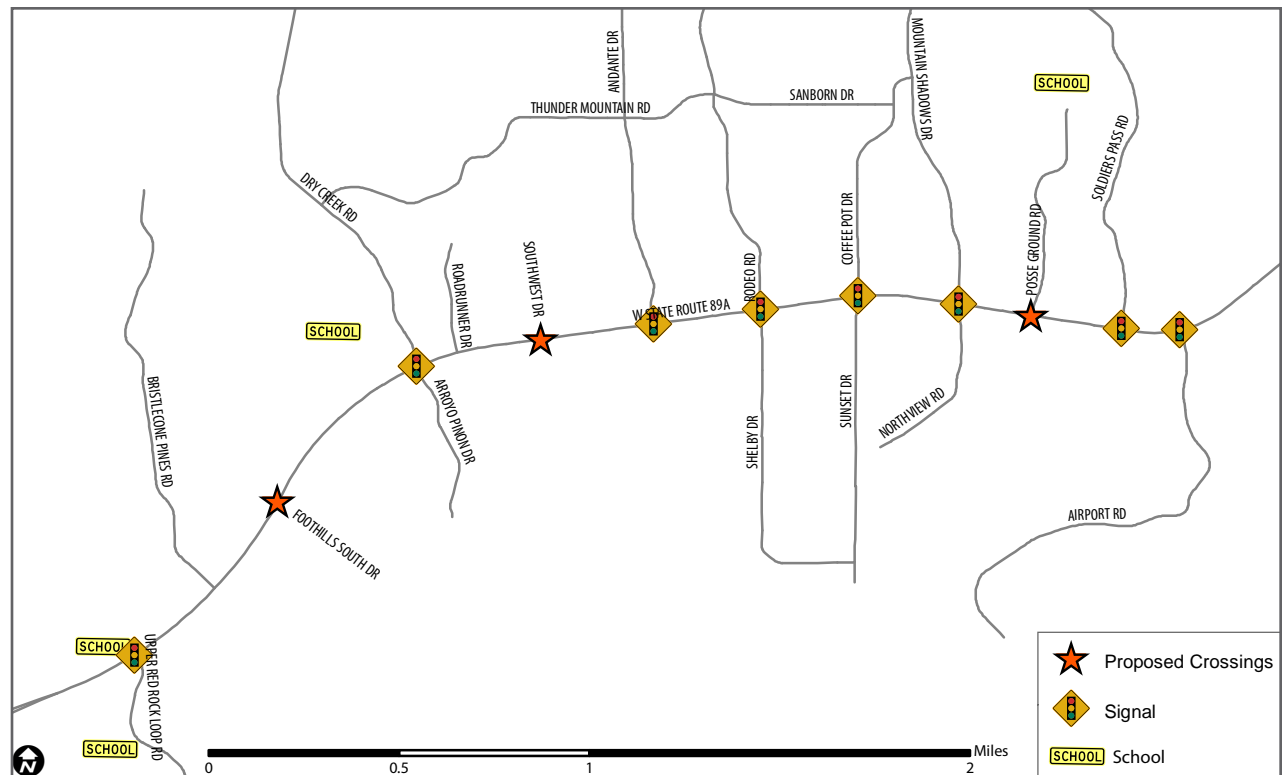 ANDANTE DR
MOUNTAIN SHADOWS DR
SCHOOL
SANBORN DR
THUNDER MOUNTAIN RD
SOLDIERS PASS RD
DRY CREEK RD
COFFEE POT DR
POSSE GROUND RD
SOUTHWEST DR
ROADRUNNER DR
RODEO RD
W STATE ROUTE 89A
SCHOOL
BRISTLECONE PINES RD
ARROYO PINON DR
SHELBY DR
SUNSET DR
NORTHVIEW RD
FOOTHILLS SOUTH DR
AIRPORT RD
SCHOOL
UPPER RED ROCK LOOP RD
SCHOOL
Proposed Crossings
Signal
SCHOOL School
N
Miles
0 0.5 1 2